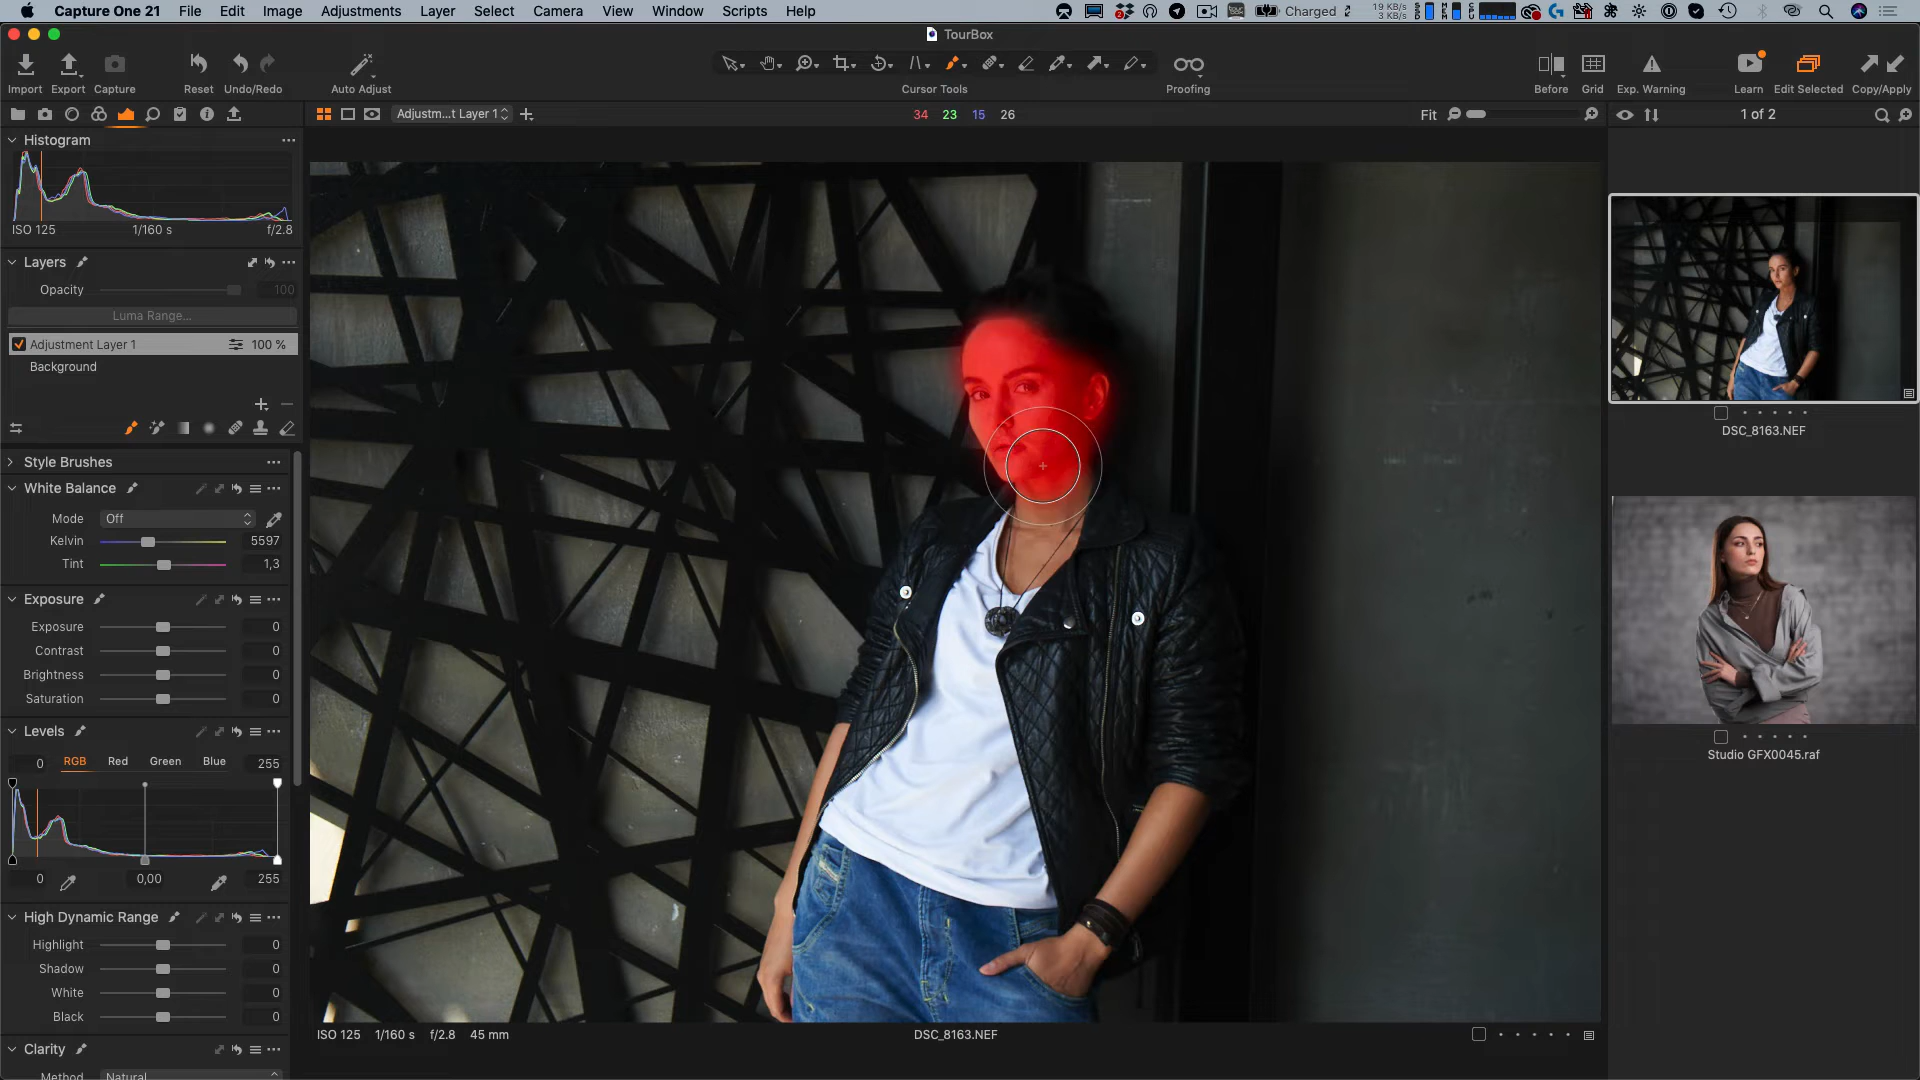 Capture One 21 File Edit Image Adjustments Layer Select Camera View Window Scripts Help Charged 19 KB/s
3 KB/s
TourBox
Import Export Capture Reset Undo/Redo Auto Adjust Cursor Tools Proofing Before Grid Exp. Warning Learn Edit Selected Copy/Apply
Adjustm...t Layer 1 34 23 15 26 Fit 1 of 2
Histogram
ISO 125 1/160 s f/2.8
Layers
Opacity 100
Luma Range...
Adjustment Layer 1 100 %
Background
Style Brushes
White Balance
Mode Off
Kelvin 5597
Tint 1,3
Exposure
Exposure 0
Contrast 0
Brightness 0
Saturation 0
Levels
0 RGB Red Green Blue 255
0 0,00 255
High Dynamic Range
Highlight 0
Shadow 0
White 0
Black 0
Clarity
Method Natural
ISO 125 1/160 s f/2.8 45 mm DSC_8163.NEF
DSC_8163.NEF
Studio GFX0045.raf